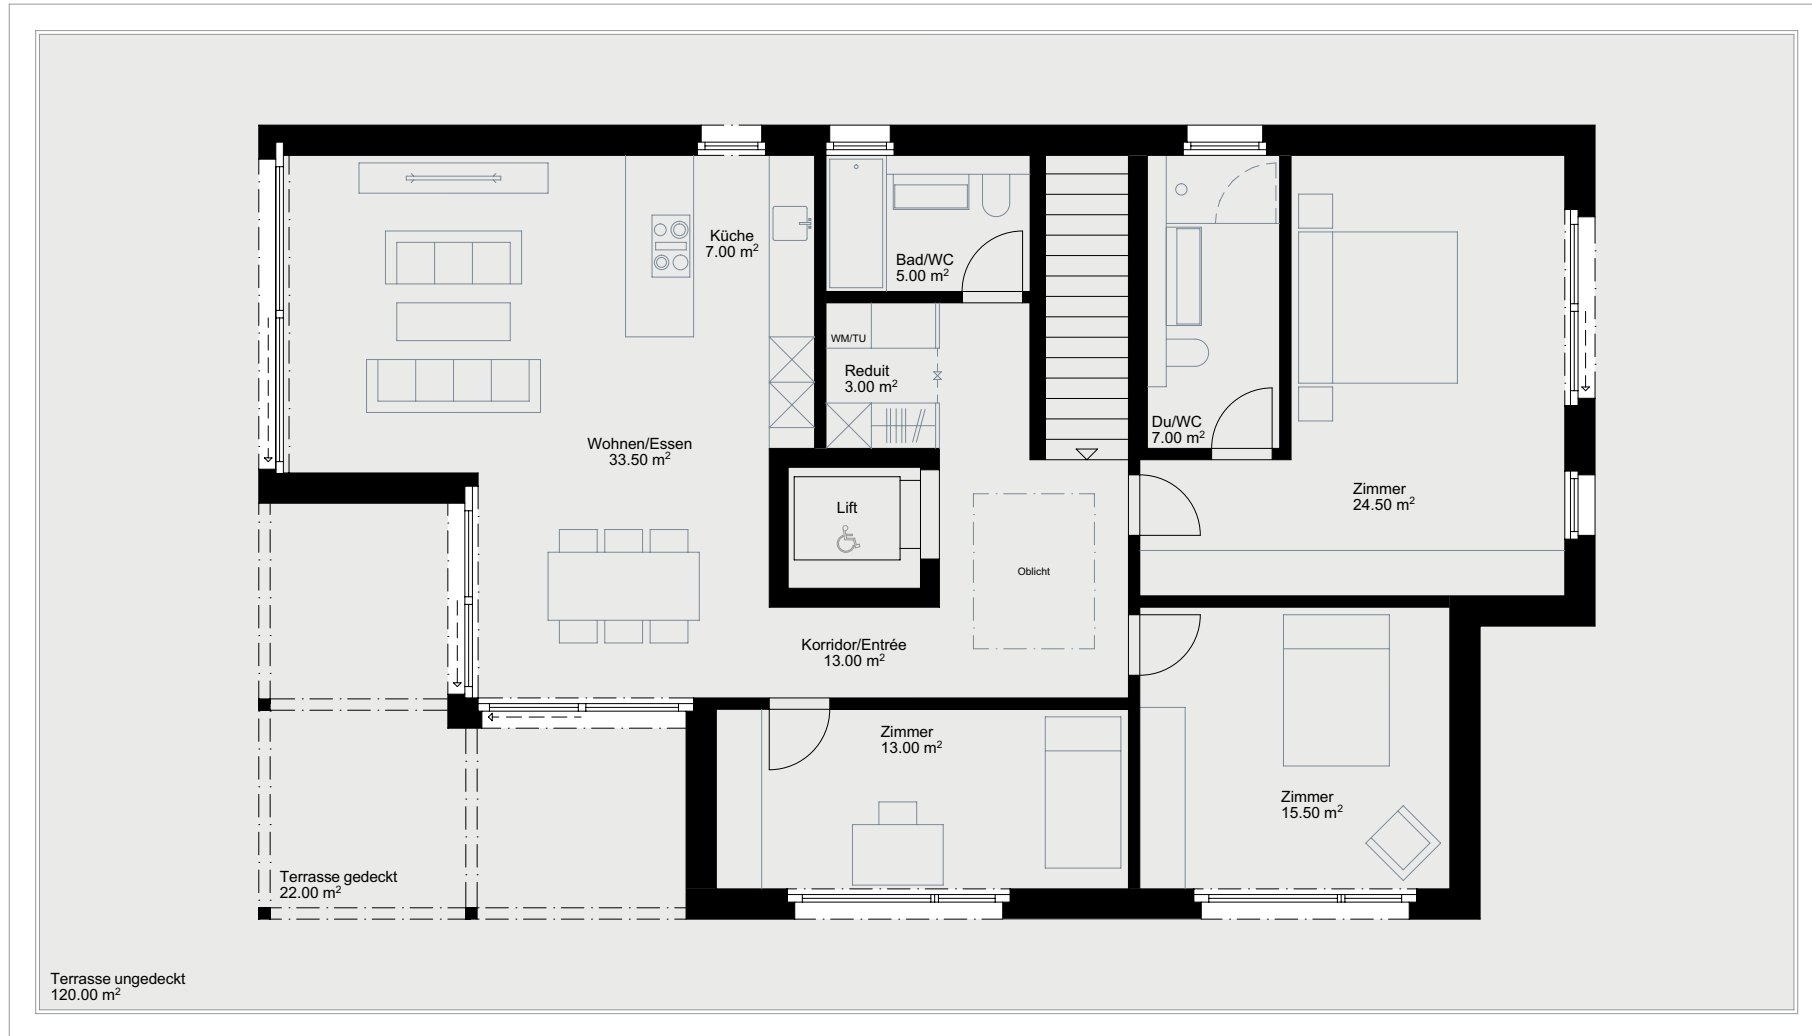 Küche
7.00 m²
Bad/WC
5.00 m²
WM/TU
Reduit
3.00 m²
Du/WC
7.00 m²
Wohnen/Essen
33.50 m²
Zimmer
24.50 m²
Lift
Oblicht
Korridor/Entrée
13.00 m²
Zimmer
13.00 m²
Zimmer
15.50 m²
Terrasse gedeckt
22.00 m²
Terrasse ungedeckt
120.00 m²